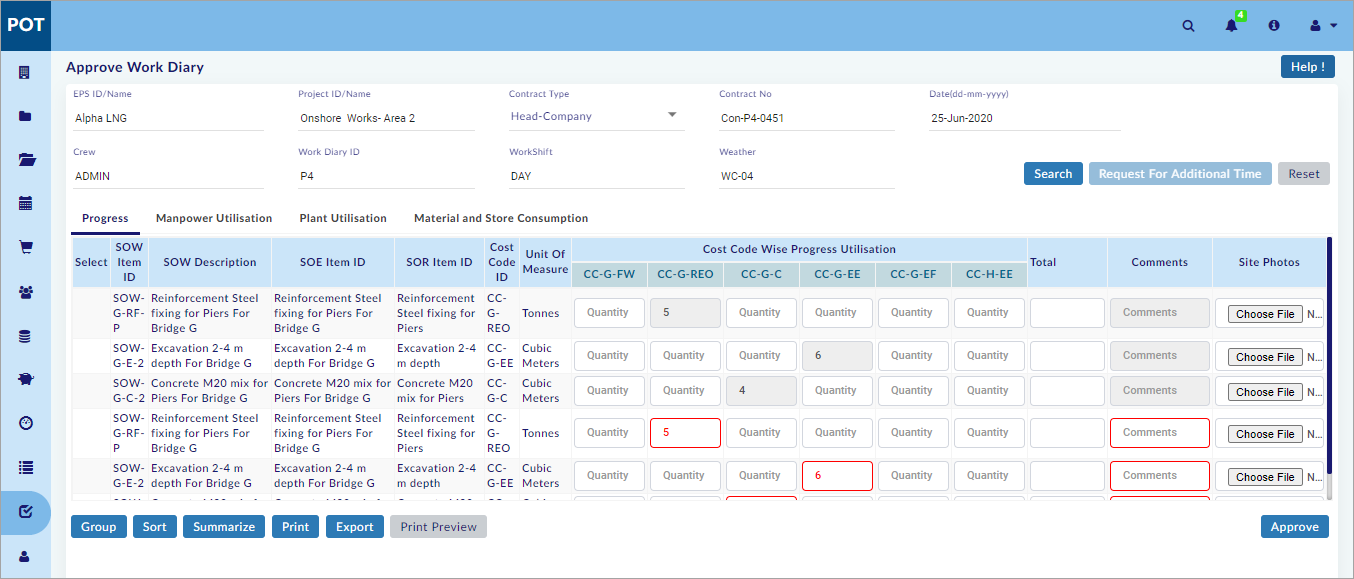 POT
4
Approve Work Diary
Help !
EPS ID/Name
Project ID/Name
Contract Type
Contract No
Date(dd-mm-yyyy)
Alpha LNG
Onshore Works- Area 2
Head-Company
Con-P4-0451
25-Jun-2020
Crew
Work Diary ID
WorkShift
Weather
ADMIN
P4
DAY
WC-04
Search
Request For Additional Time
Reset
Progress
Manpower Utilisation
Plant Utilisation
Material and Store Consumption
Select
SOW
Item
ID
SOW Description
SOE Item ID
SOR Item ID
Cost
Code
ID
Unit Of
Measure
Cost Code Wise Progress Utilisation
CC-G-FW
CC-G-REO
CC-G-C
CC-G-EE
CC-G-EF
CC-H-EE
Total
Comments
Site Photos
SOW-
G-RF-
P
Reinforcement Steel
fixing for Piers For
Bridge G
Reinforcement Steel
fixing for Piers For
Bridge G
Reinforcement
Steel fixing for
Piers
CC-
G-
REO
Tonnes
Quantity
5
Quantity
Quantity
Quantity
Quantity
Comments
Choose File
N...
SOW-
G-E-2
Excavation 2-4 m
depth For Bridge G
Excavation 2-4 m
depth For Bridge G
Excavation 2-4
m depth
CC-
G-EE
Cubic
Meters
Quantity
Quantity
Quantity
6
Quantity
Quantity
Comments
Choose File
N...
SOW-
G-C-2
Concrete M20 mix for
Piers For Bridge G
Concrete M20 mix for
Piers For Bridge G
Concrete M20
mix for Piers
CC-
G-C
Cubic
Meters
Quantity
Quantity
4
Quantity
Quantity
Quantity
Comments
Choose File
N...
SOW-
G-RF-
P
Reinforcement Steel
fixing for Piers For
Bridge G
Reinforcement Steel
fixing for Piers For
Bridge G
Reinforcement
Steel fixing for
Piers
CC-
G-
REO
Tonnes
Quantity
5
Quantity
Quantity
Quantity
Quantity
Comments
Choose File
N...
SOW-
G-E-2
Excavation 2-4 m
depth For Bridge G
Excavation 2-4 m
depth For Bridge G
Excavation 2-4
m depth
CC-
G-EE
Cubic
Meters
Quantity
Quantity
Quantity
6
Quantity
Quantity
Comments
Choose File
N...
Group
Sort
Summarize
Print
Export
Print Preview
Approve